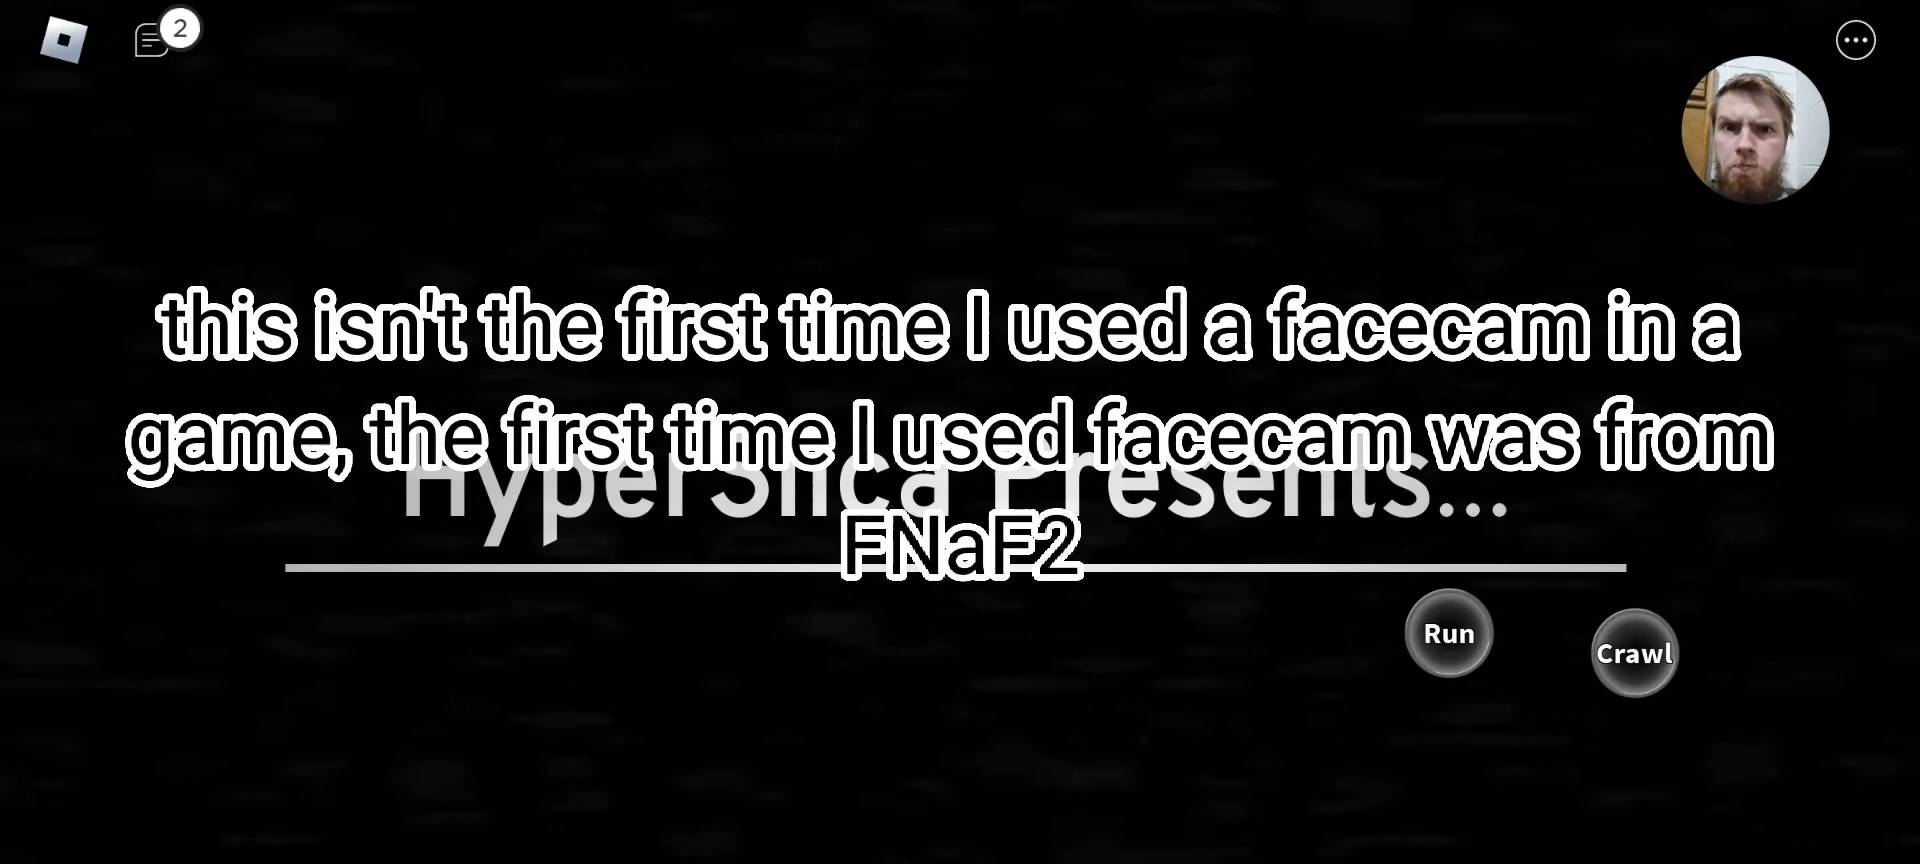 2
this isn't the first time I used a facecam in a
game, the first time I used facecam was from
Presents...
FNaF2
Run
Crawl